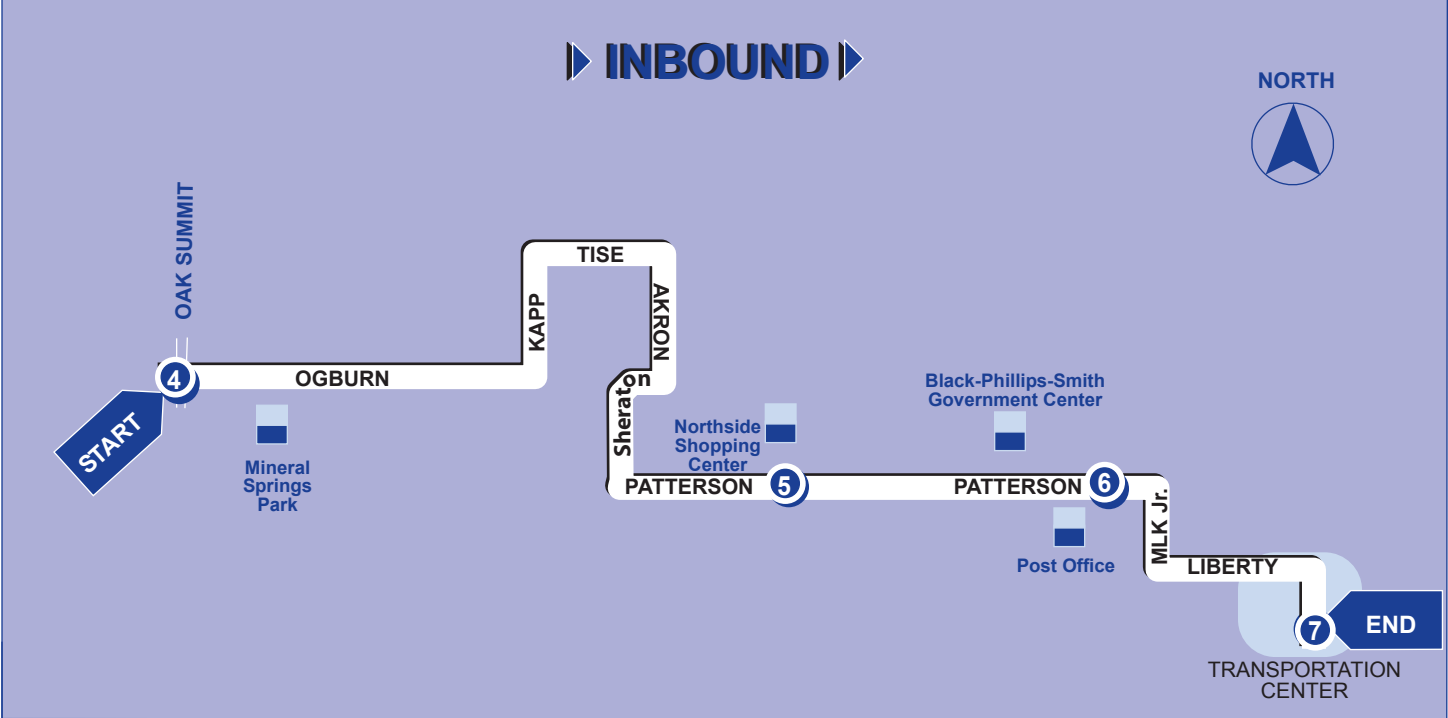 INBOUND
NORTH
OAK SUMMIT
TISE
KAPP
AKRON
4
OGBURN
START
Sheraton
Mineral
Springs
Park
Northside
Shopping
Center
Black-Phillips-Smith
Government Center
PATTERSON
5
PATTERSON
6
Post Office
MLK Jr.
LIBERTY
7
END
TRANSPORTATION
CENTER